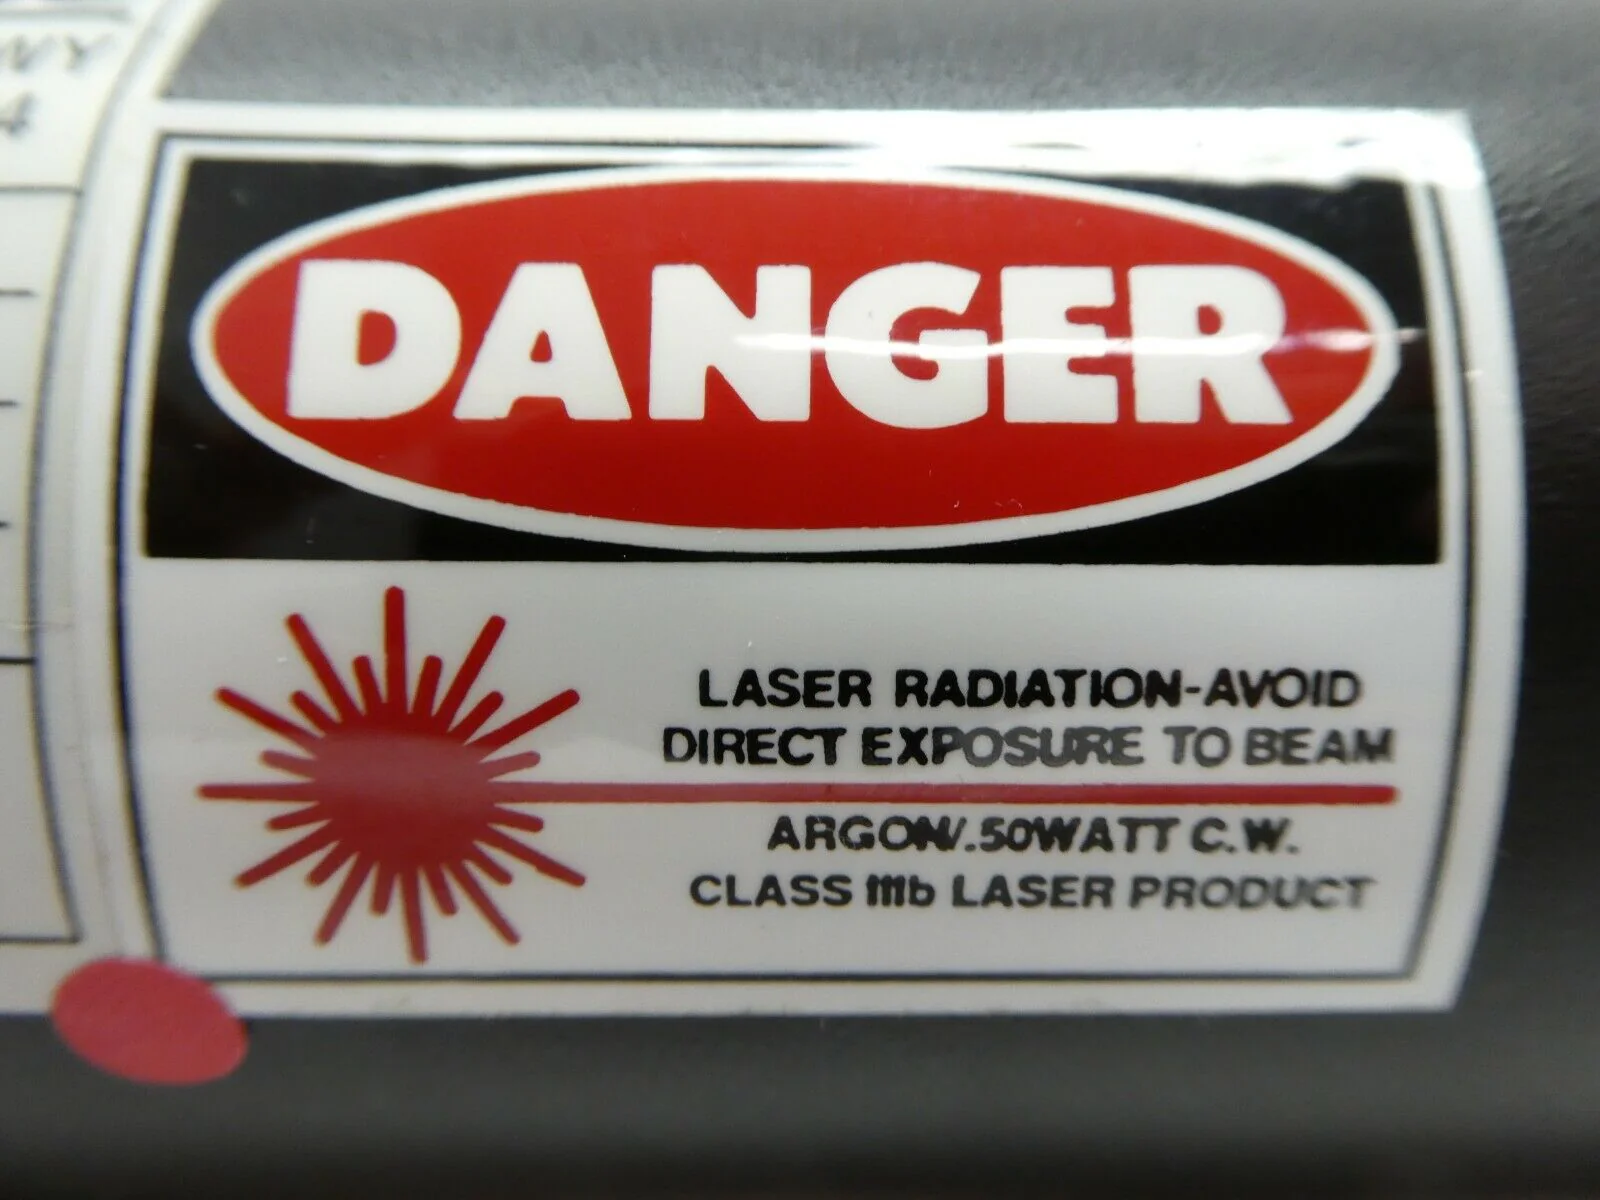 DANGER
LASER RADIATION-AVOID
DIRECT EXPOSURE TO BEAM
ARGON/.50WATT C.W.
CLASS IIIb LASER PRODUCT